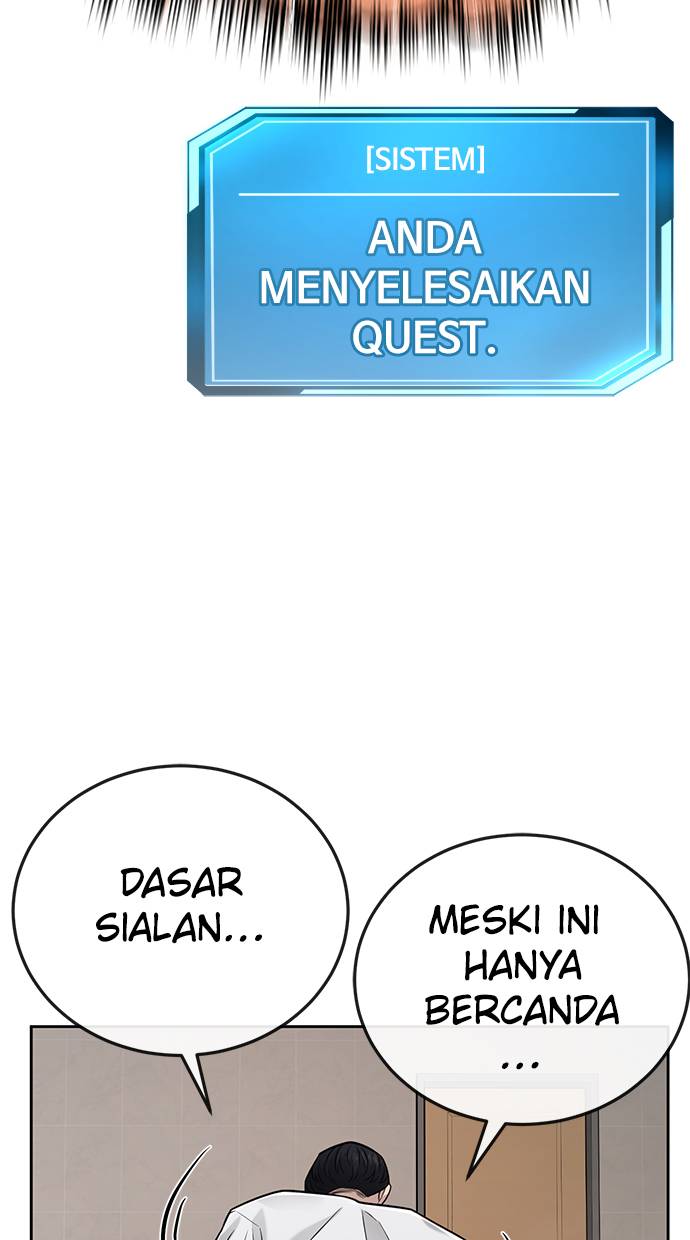 [SISTEM]
ANDA
MENYELESAIKAN
QUEST.
DASAR
SIALAN...
MESKI INI
HANYA
BERCANDA
...